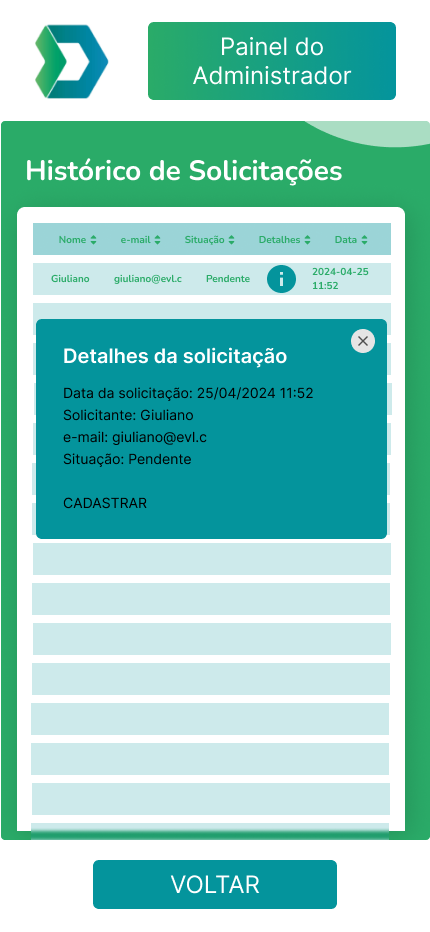 Painel do
Administrador
Histórico de Solicitações
Nome e-mail Situação Detalhes Data
Giuliano giuliano@evl.c Pendente 2024-04-25
11:52
Detalhes da solicitação
Data da solicitação: 25/04/2024 11:52
Solicitante: Giuliano
e-mail: giuliano@evl.c
Situação: Pendente
CADASTRAR
VOLTAR